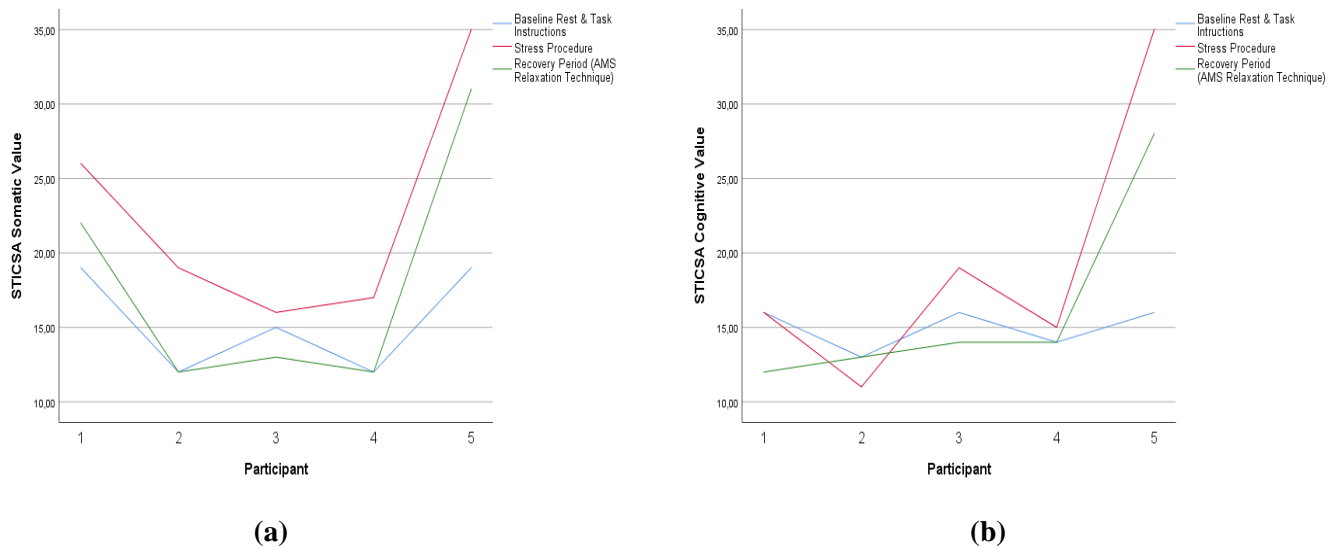 35,00
30,00
25,00
20,00
15,00
10,00
STICSA Somatic Value
1 2 3 4 5
Participant
Baseline Rest & Task
Intructions
Stress Procedure
Recovery Period (AMS
Relaxation Technique)
(a)
35,00
30,00
25,00
20,00
15,00
10,00
STICSA Cognitive Value
1 2 3 4 5
Participant
Baseline Rest & Task
Intructions
Stress Procedure
Recovery Period
(AMS Relaxation Technique)
(b)